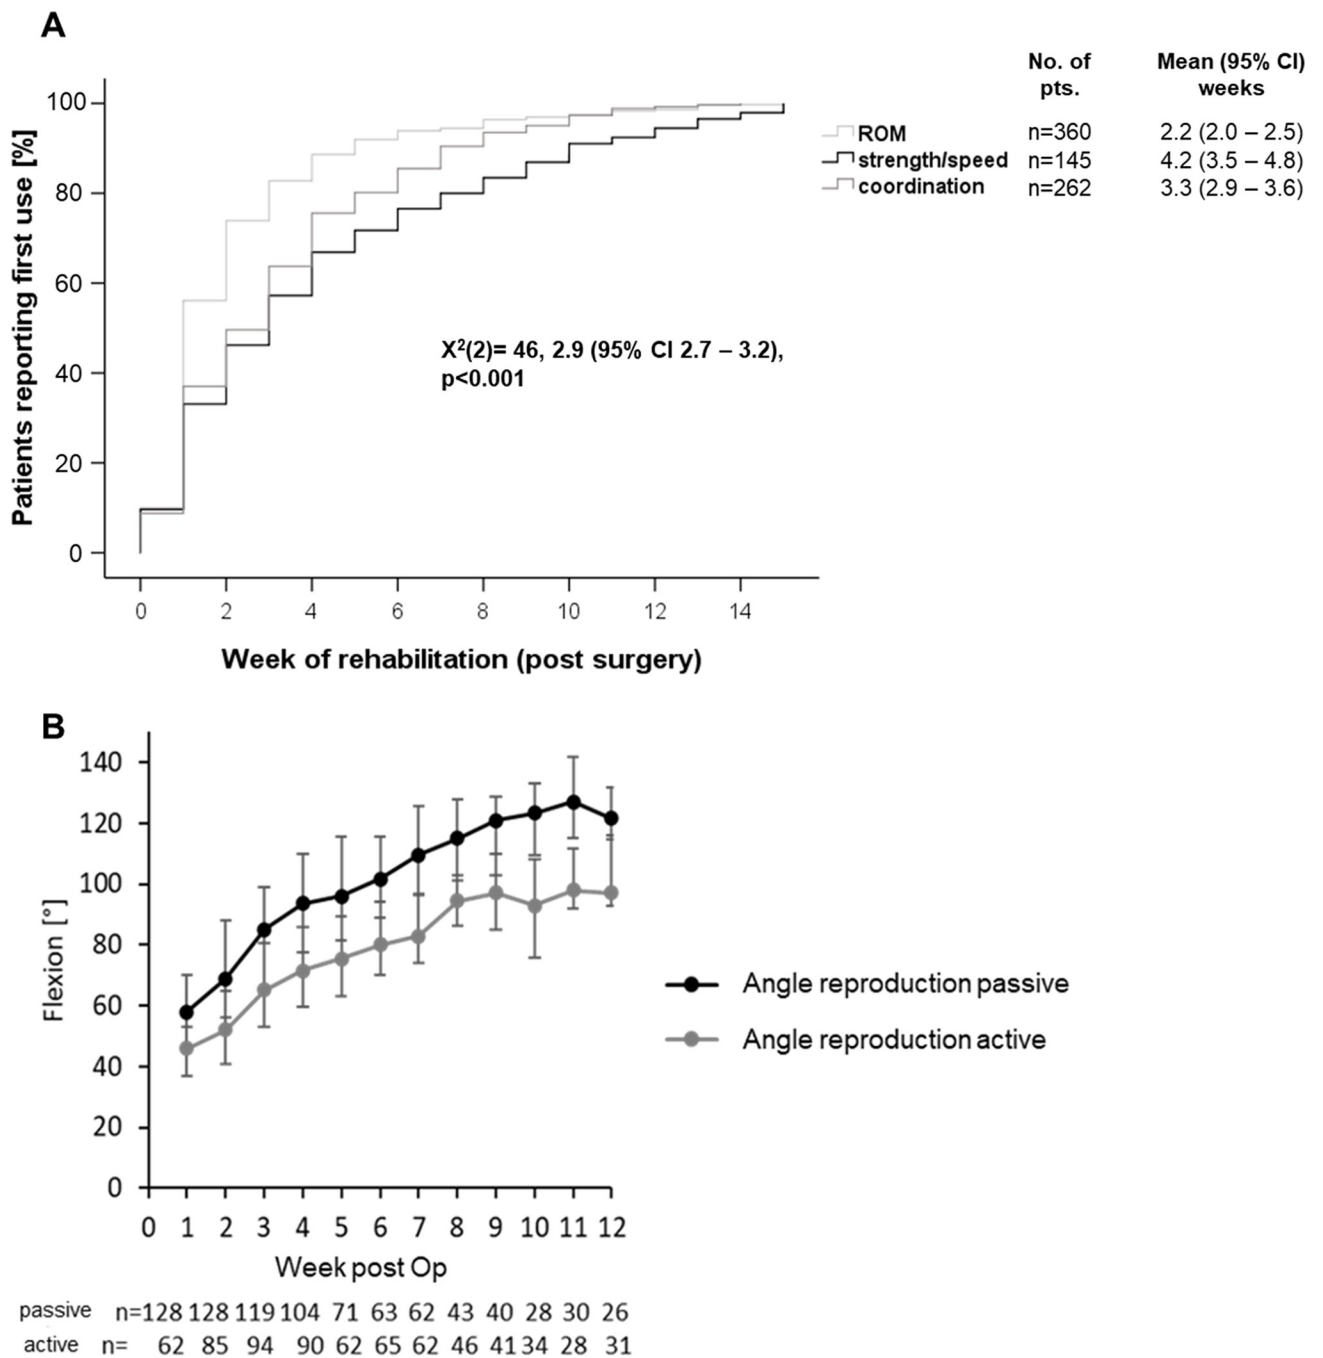 A
No. of pts.
Mean (95% CI) weeks
ROM n=360 2.2 (2.0 – 2.5)
strength/speed n=145 4.2 (3.5 – 4.8)
coordination n=262 3.3 (2.9 – 3.6)
Patients reporting first use [%]
100
80
60
40
20
0
X²(2)= 46, 2.9 (95% CI 2.7 – 3.2),
p<0.001
0 2 4 6 8 10 12 14
Week of rehabilitation (post surgery)
B
Flexion [°]
140
120
100
80
60
40
20
0
Angle reproduction passive
Angle reproduction active
0 1 2 3 4 5 6 7 8 9 10 11 12
Week post Op
passive n=128 128 119 104 71 63 62 43 40 28 30 26
active n= 62 85 94 90 62 65 62 46 41 34 28 31